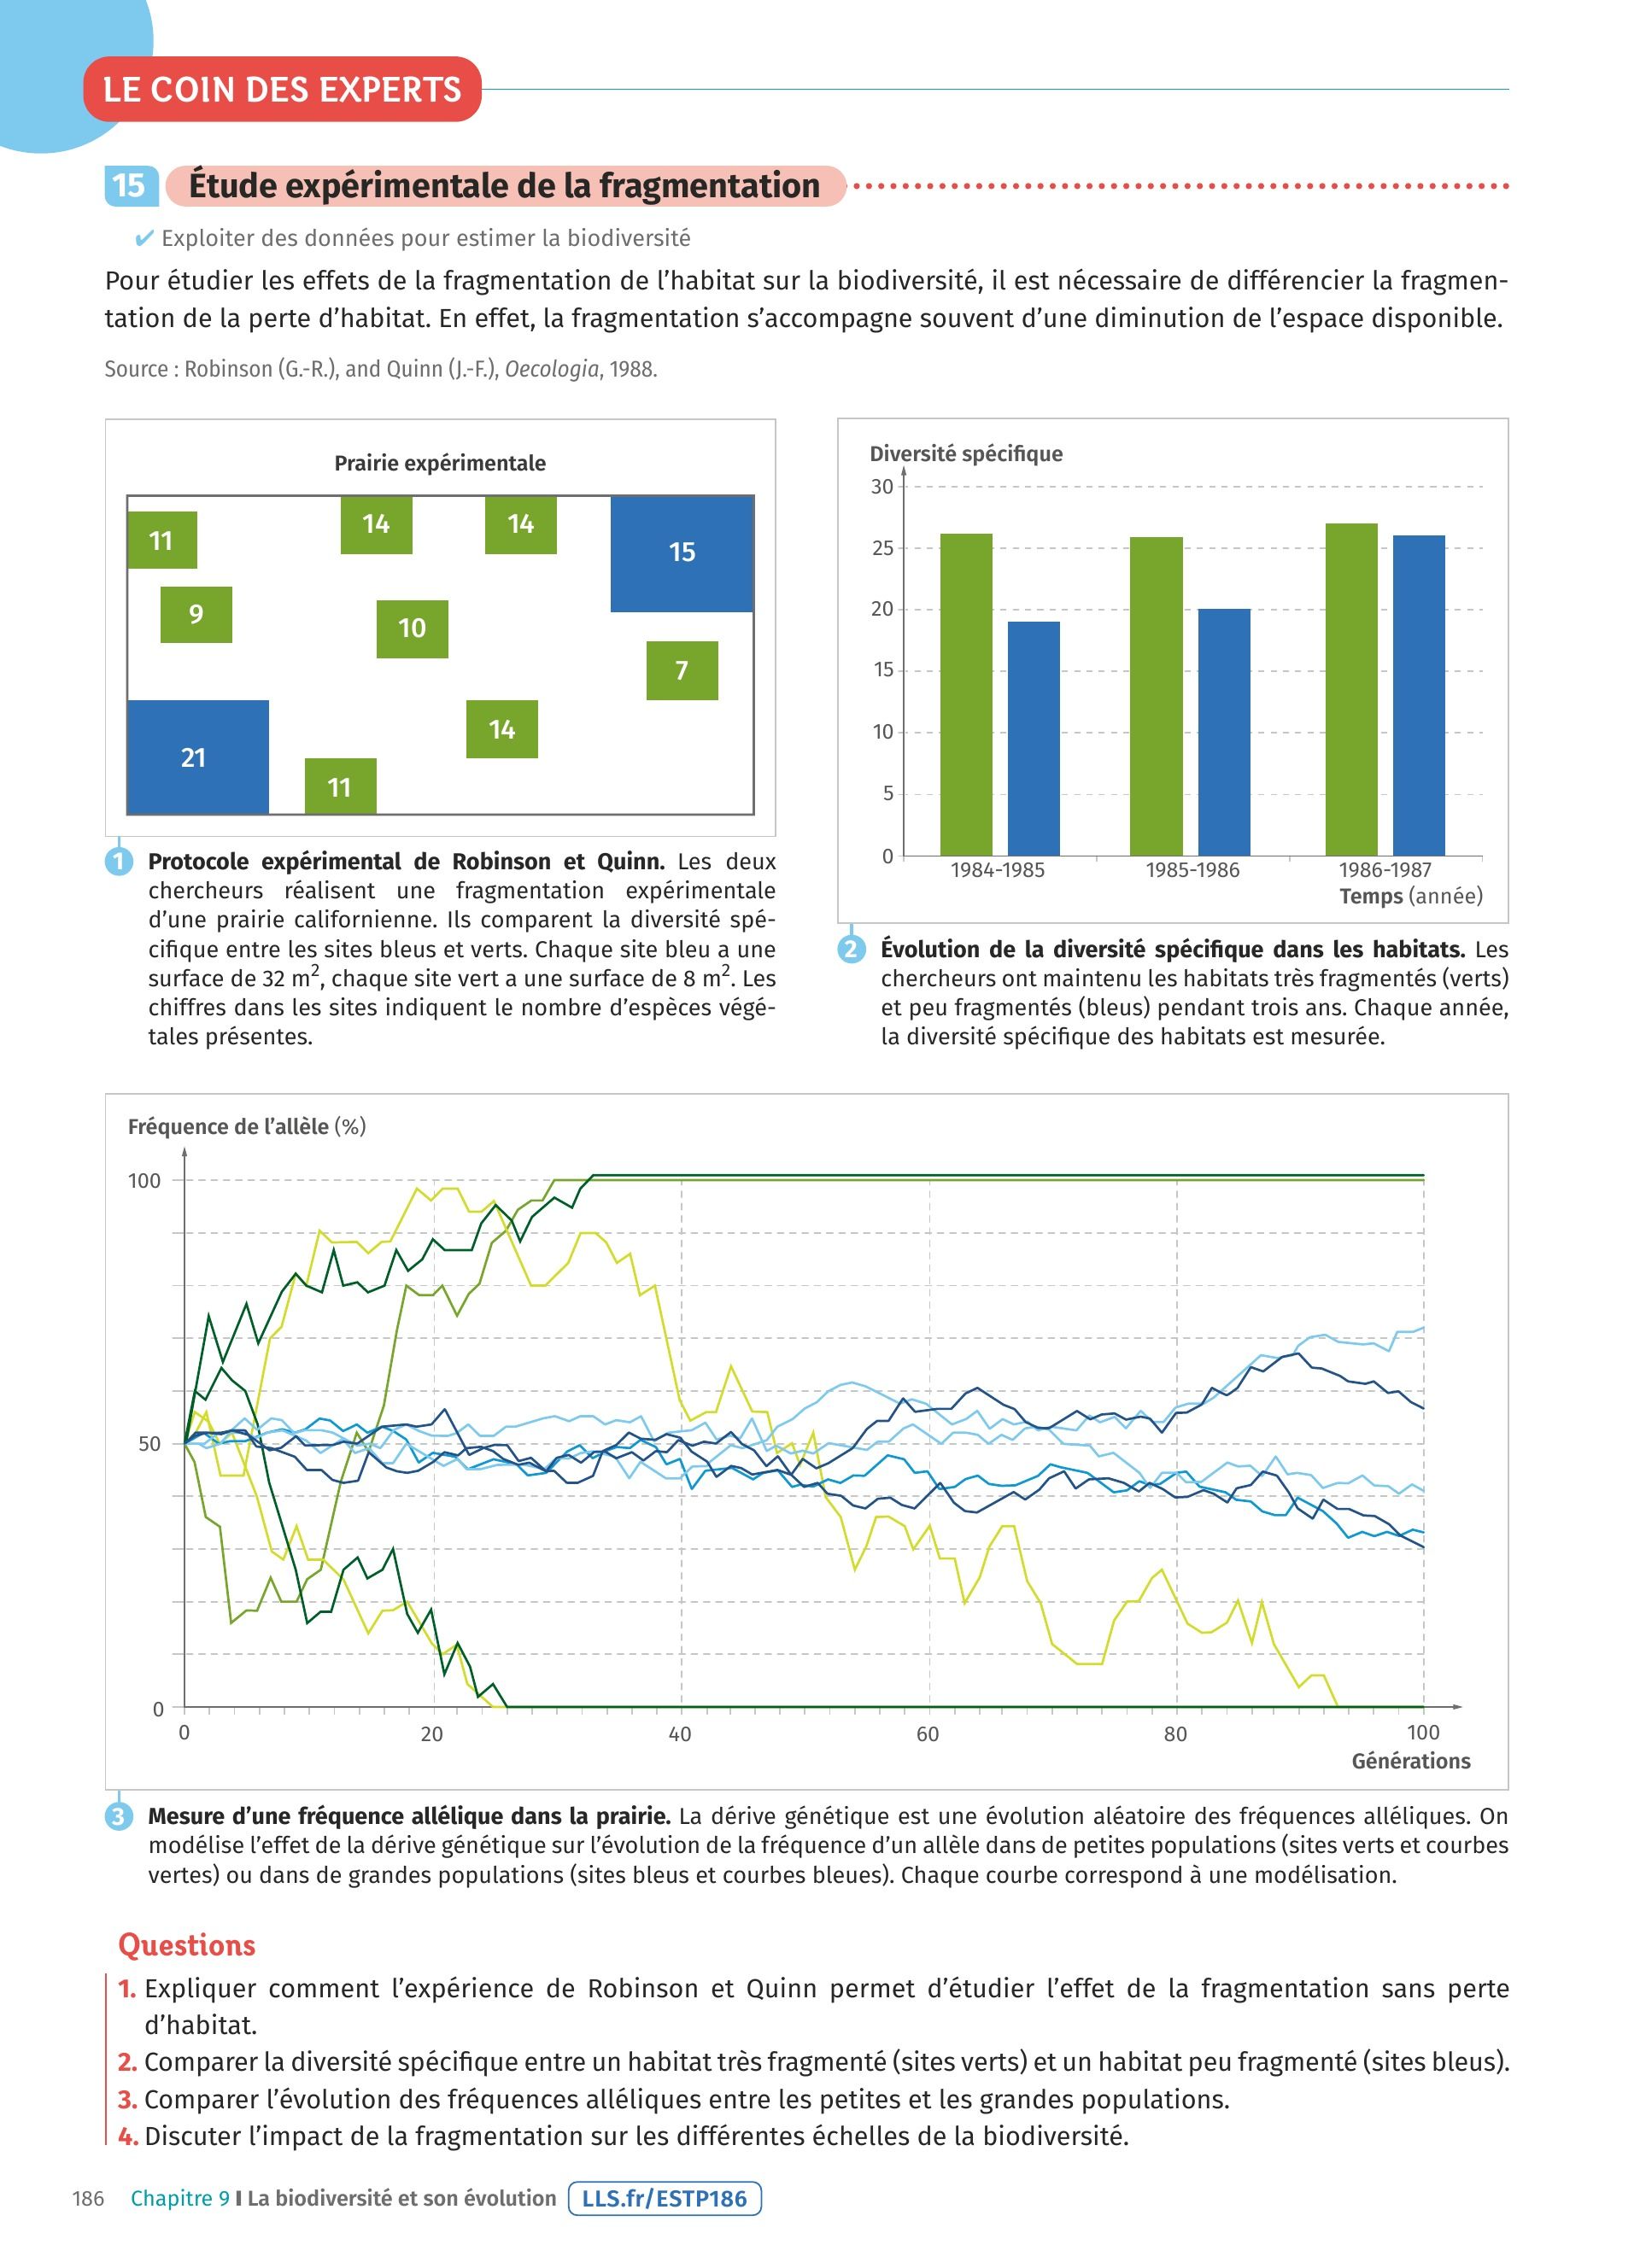 LE COIN DES EXPERTS
15 Étude expérimentale de la fragmentation
✔ Exploiter des données pour estimer la biodiversité
Pour étudier les effets de la fragmentation de l’habitat sur la biodiversité, il est nécessaire de différencier la fragmen-
tation de la perte d’habitat. En effet, la fragmentation s’accompagne souvent d’une diminution de l’espace disponible.
Source : Robinson (G.-R.), and Quinn (J.-F.), Oecologia, 1988.
Prairie expérimentale
11
14
14
15
9
10
7
21
14
11
1 Protocole expérimental de Robinson et Quinn. Les deux
chercheurs réalisent une fragmentation expérimentale
d’une prairie californienne. Ils comparent la diversité spé-
cifique entre les sites bleus et verts. Chaque site bleu a une
surface de 32 m², chaque site vert a une surface de 8 m². Les
chiffres dans les sites indiquent le nombre d’espèces végé-
tales présentes.
Diversité spécifique
30
25
20
15
10
5
0
1984-1985 1985-1986 1986-1987
Temps (année)
2 Évolution de la diversité spécifique dans les habitats. Les
chercheurs ont maintenu les habitats très fragmentés (verts)
et peu fragmentés (bleus) pendant trois ans. Chaque année,
la diversité spécifique des habitats est mesurée.
Fréquence de l’allèle (%)
100
50
0
0 20 40 60 80 100
Générations
3 Mesure d’une fréquence allélique dans la prairie. La dérive génétique est une évolution aléatoire des fréquences alléliques. On
modélise l’effet de la dérive génétique sur l’évolution de la fréquence d’un allèle dans de petites populations (sites verts et courbes
vertes) ou dans de grandes populations (sites bleus et courbes bleues). Chaque courbe correspond à une modélisation.
Questions
1. Expliquer comment l’expérience de Robinson et Quinn permet d’étudier l’effet de la fragmentation sans perte
d’habitat.
2. Comparer la diversité spécifique entre un habitat très fragmenté (sites verts) et un habitat peu fragmenté (sites bleus).
3. Comparer l’évolution des fréquences alléliques entre les petites et les grandes populations.
4. Discuter l’impact de la fragmentation sur les différentes échelles de la biodiversité.
186 Chapitre 9 I La biodiversité et son évolution LLS.fr/ESTP186